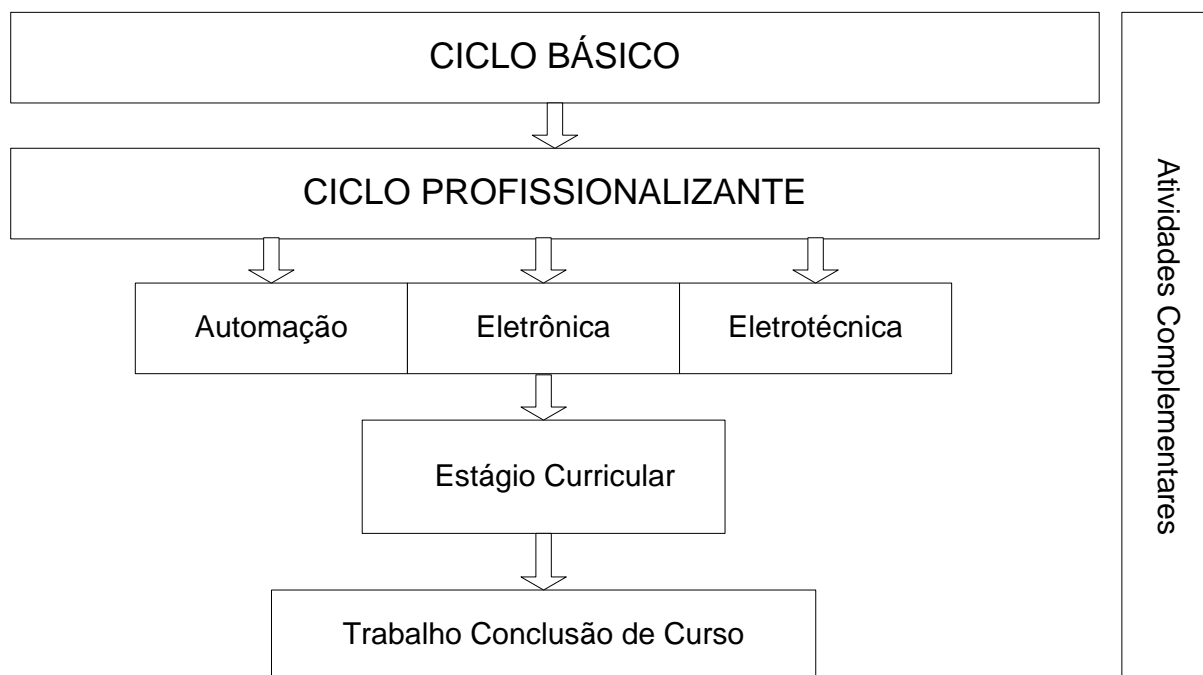 CICLO BÁSICO
CICLO PROFISSIONALIZANTE
Automação
Eletrônica
Eletrotécnica
Estágio Curricular
Trabalho Conclusão de Curso
Atividades Complementares